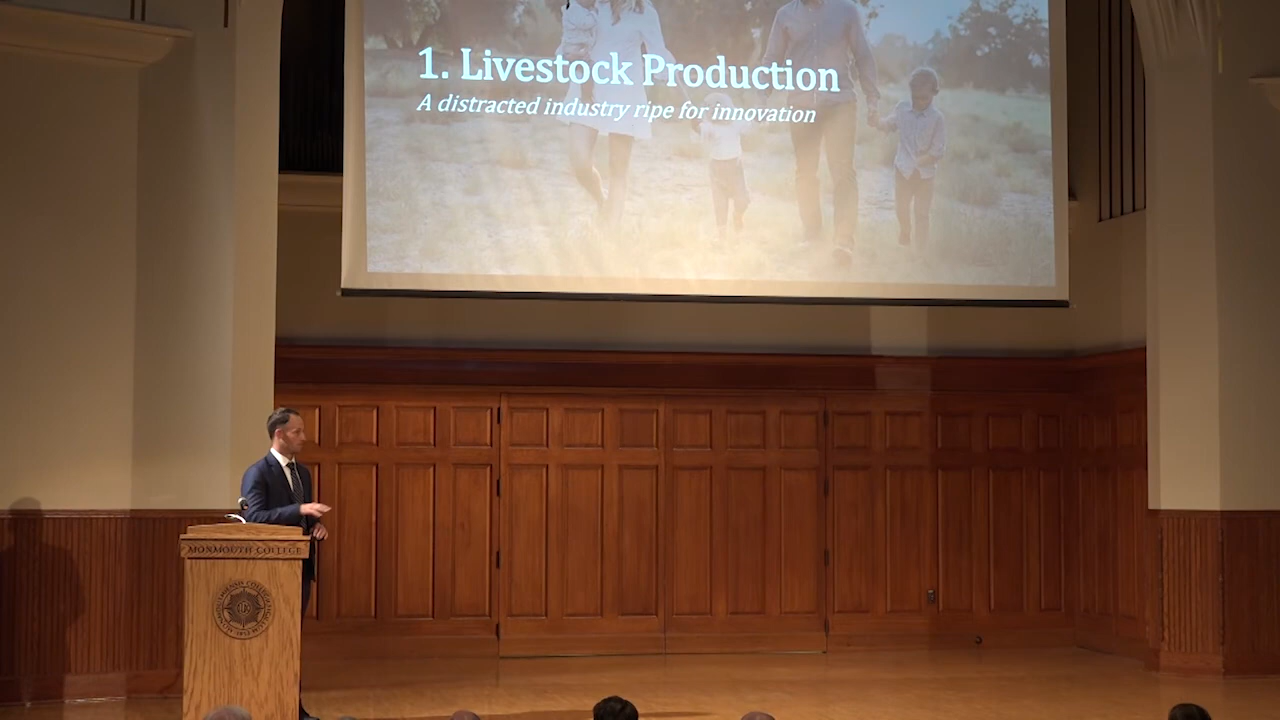 1. Livestock Production
A distracted industry ripe for innovation
MONMOUTH COLLEGE